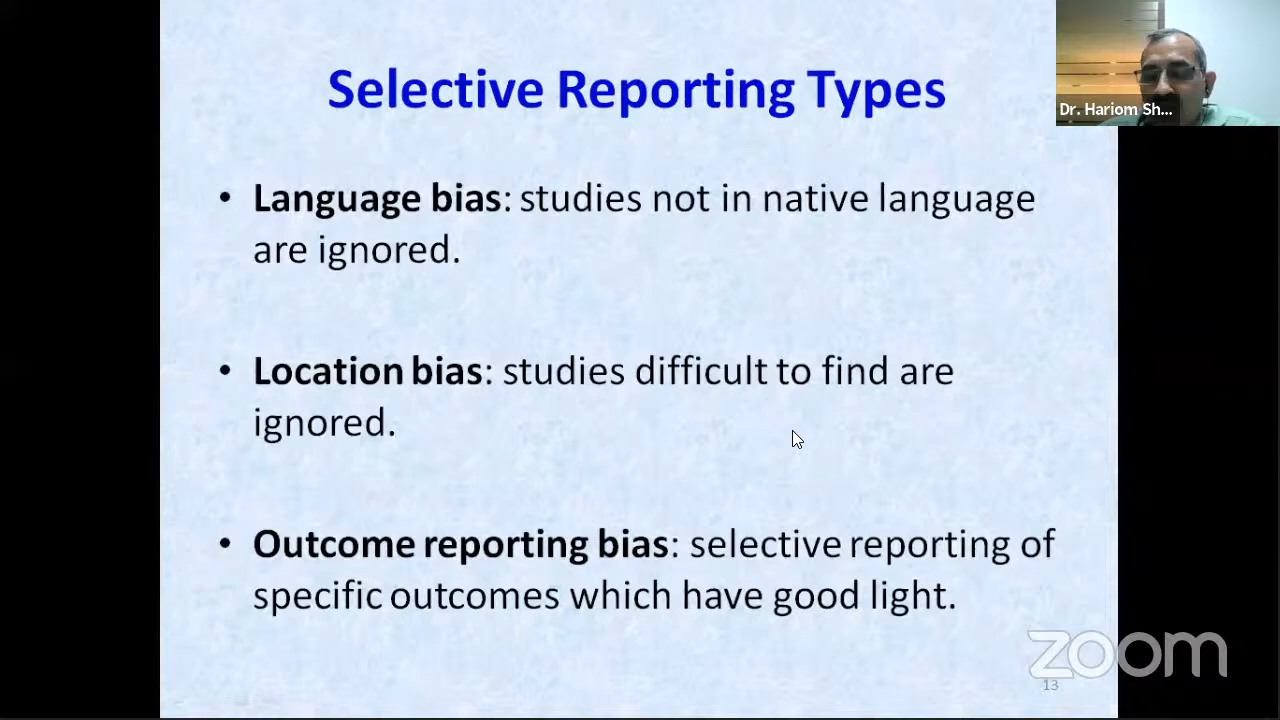 Selective Reporting Types
Dr. Hariom Sh...
• Language bias: studies not in native language
are ignored.
• Location bias: studies difficult to find are
ignored.
• Outcome reporting bias: selective reporting of
specific outcomes which have good light.
zoom
13